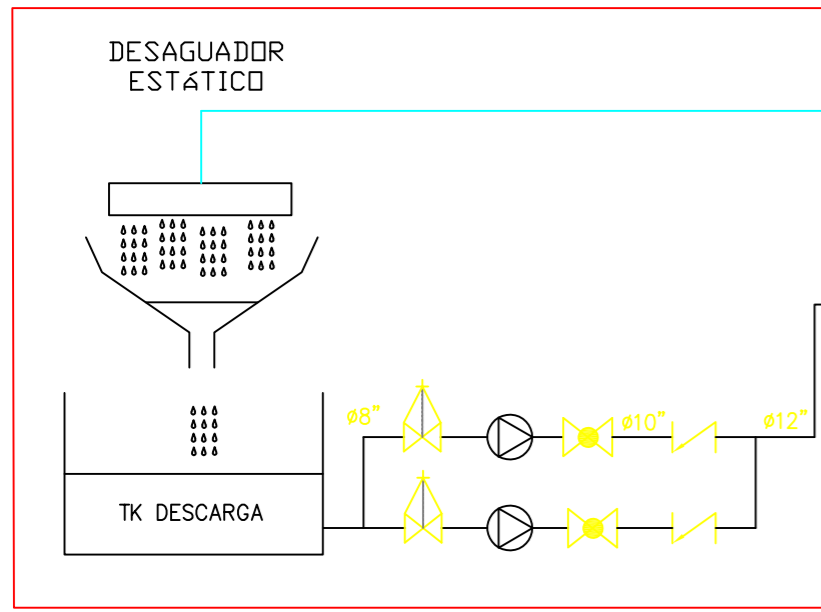 DESAGUADOR
ESTáTICO
ø8"
ø10"
ø12"
TK DESCARGA